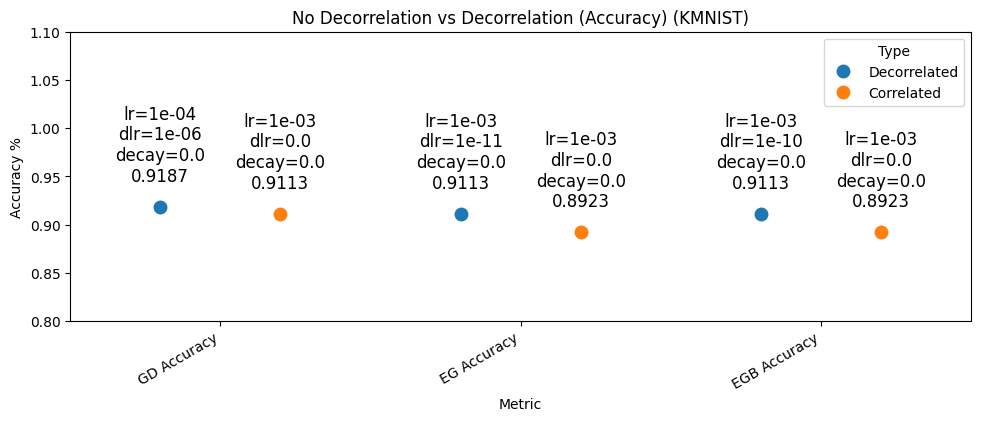 No Decorrelation vs Decorrelation (Accuracy) (KMNIST)
Accuracy %
1.10
1.05
1.00
0.95
0.90
0.85
0.80
lr=1e-04
dlr=1e-06
decay=0.0
0.9187
lr=1e-03
dlr=0.0
decay=0.0
0.9113
lr=1e-03
dlr=1e-11
decay=0.0
0.9113
lr=1e-03
dlr=0.0
decay=0.0
0.8923
lr=1e-03
dlr=1e-10
decay=0.0
0.9113
lr=1e-03
dlr=0.0
decay=0.0
0.8923
Type
Decorrelated
Correlated
GD Accuracy
EG Accuracy
EGB Accuracy
Metric